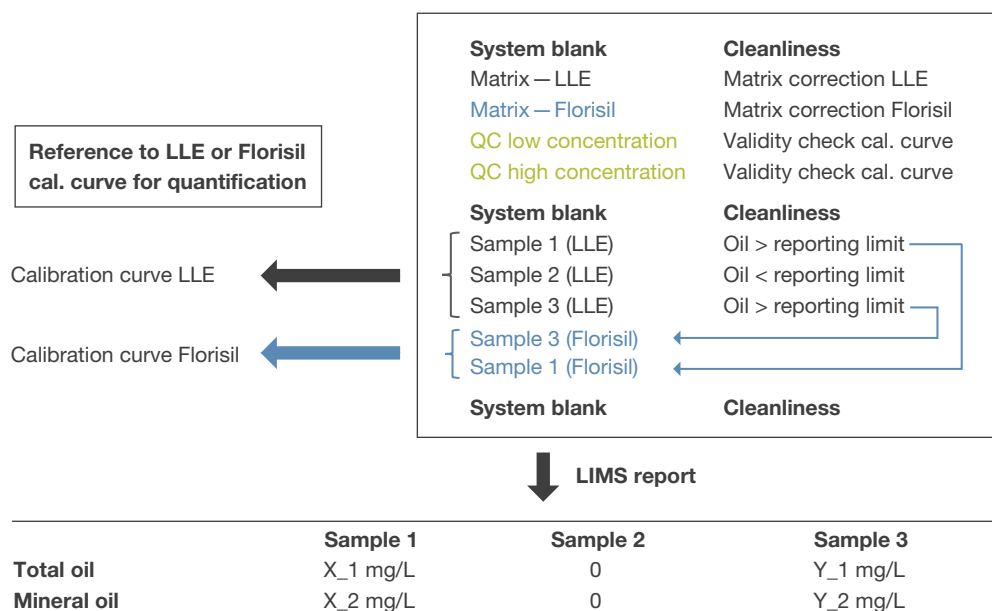 System blank Cleanliness
Matrix — LLE Matrix correction LLE
Matrix — Florisil Matrix correction Florisil
QC low concentration Validity check cal. curve
QC high concentration Validity check cal. curve
Reference to LLE or Florisil
cal. curve for quantification
System blank Cleanliness
Sample 1 (LLE) Oil > reporting limit
Calibration curve LLE Sample 2 (LLE) Oil < reporting limit
Sample 3 (LLE) Oil > reporting limit
Sample 3 (Florisil)
Calibration curve Florisil
Sample 1 (Florisil)
System blank Cleanliness
LIMS report
Sample 1 Sample 2 Sample 3
Total oil X_1 mg/L 0 Y_1 mg/L
Mineral oil X_2 mg/L 0 Y_2 mg/L